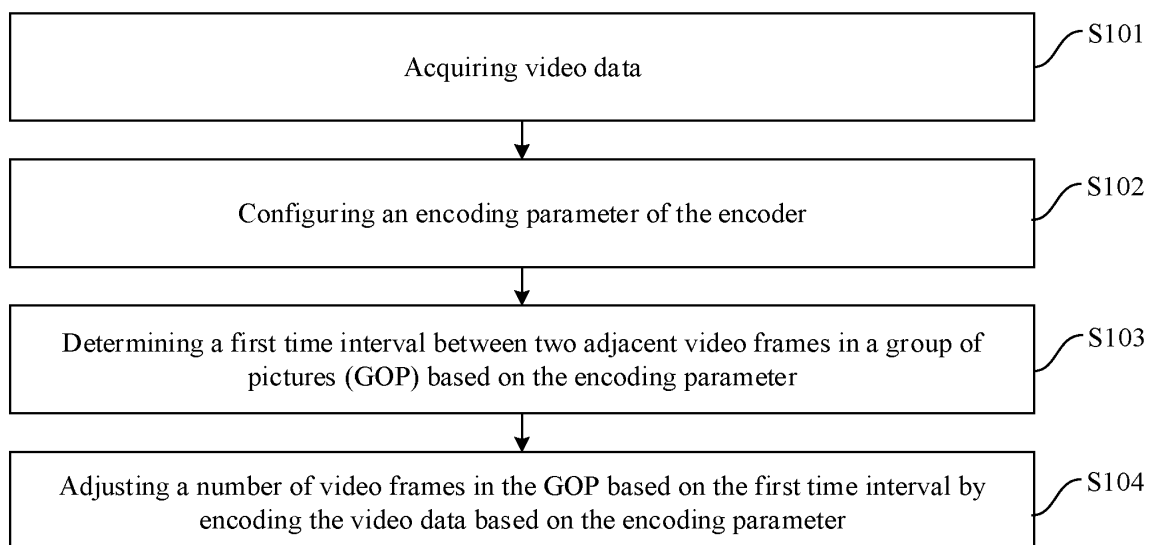 Acquiring video data
S101
Configuring an encoding parameter of the encoder
S102
Determining a first time interval between two adjacent video frames in a group of
pictures (GOP) based on the encoding parameter
S103
Adjusting a number of video frames in the GOP based on the first time interval by
encoding the video data based on the encoding parameter
S104